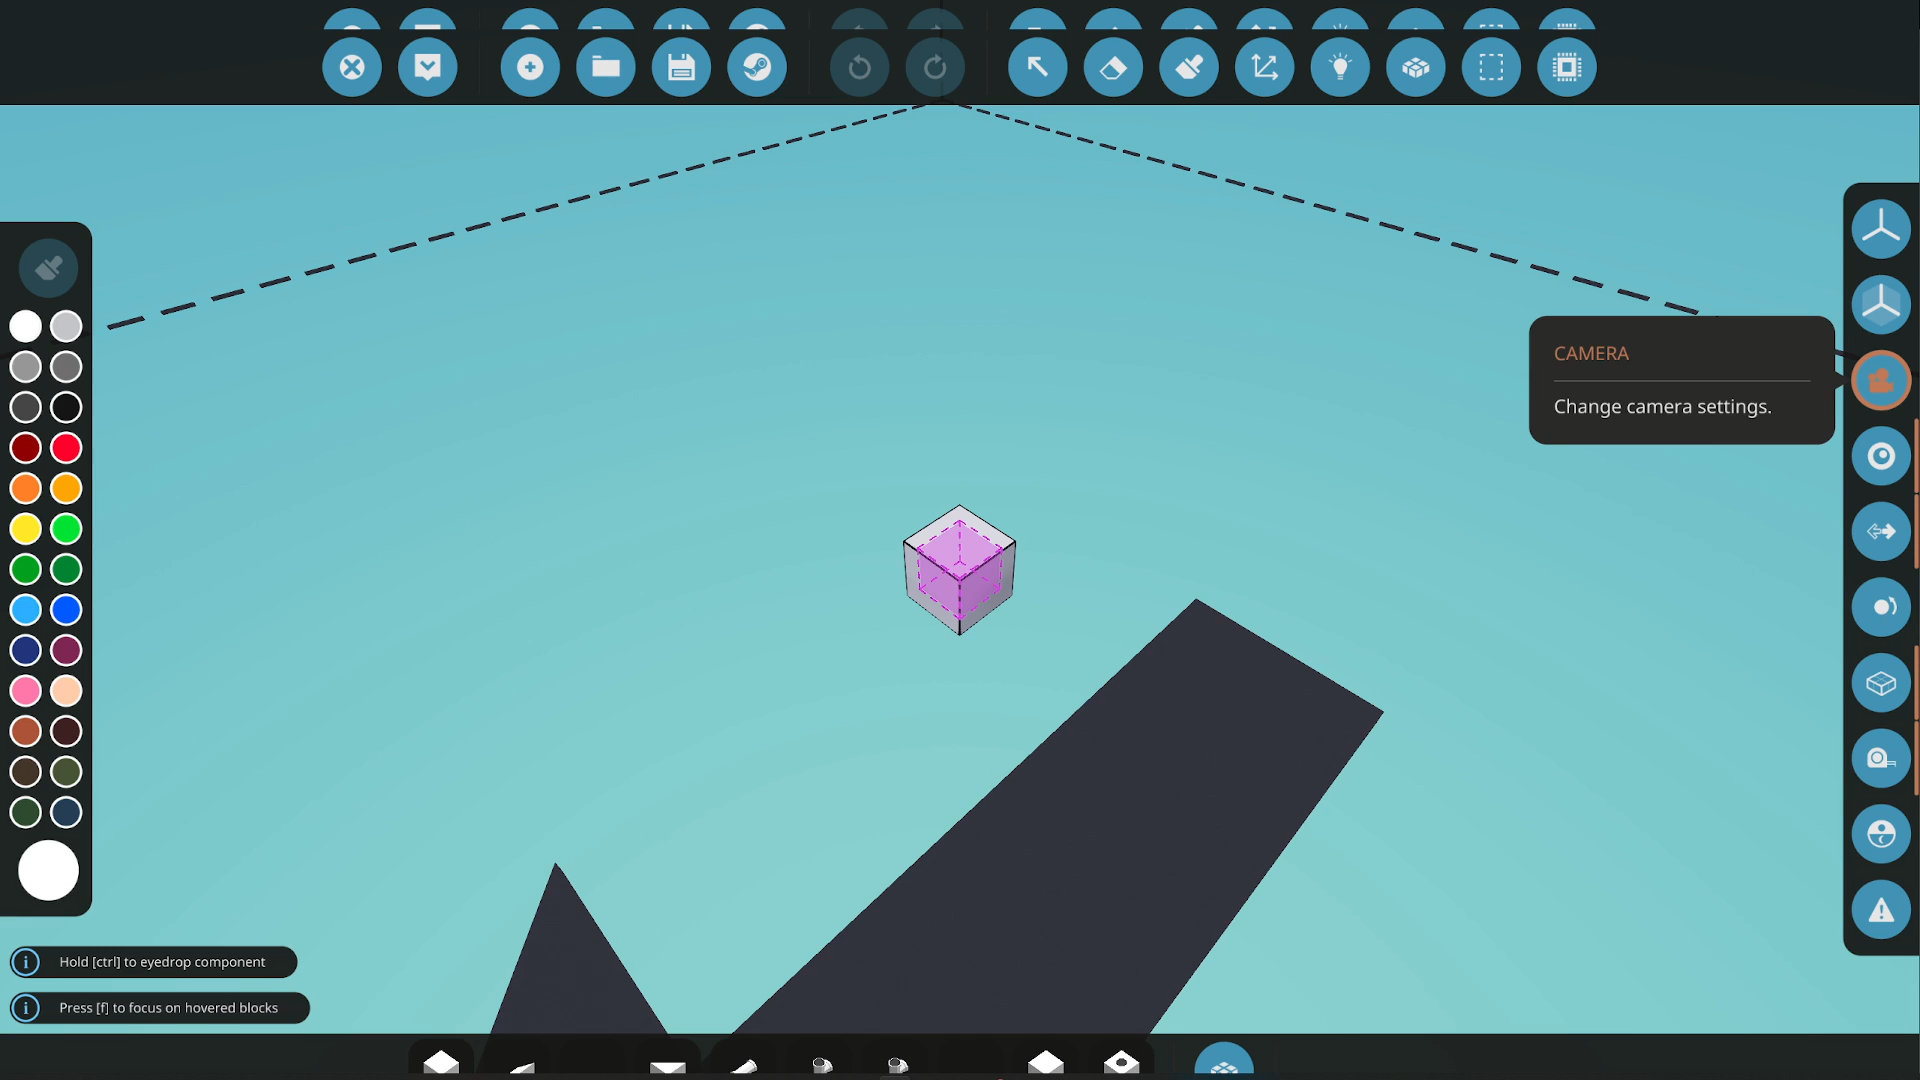 CAMERA
Change camera settings.
Hold [ctrl] to eyedrop component
Press [f] to focus on hovered blocks